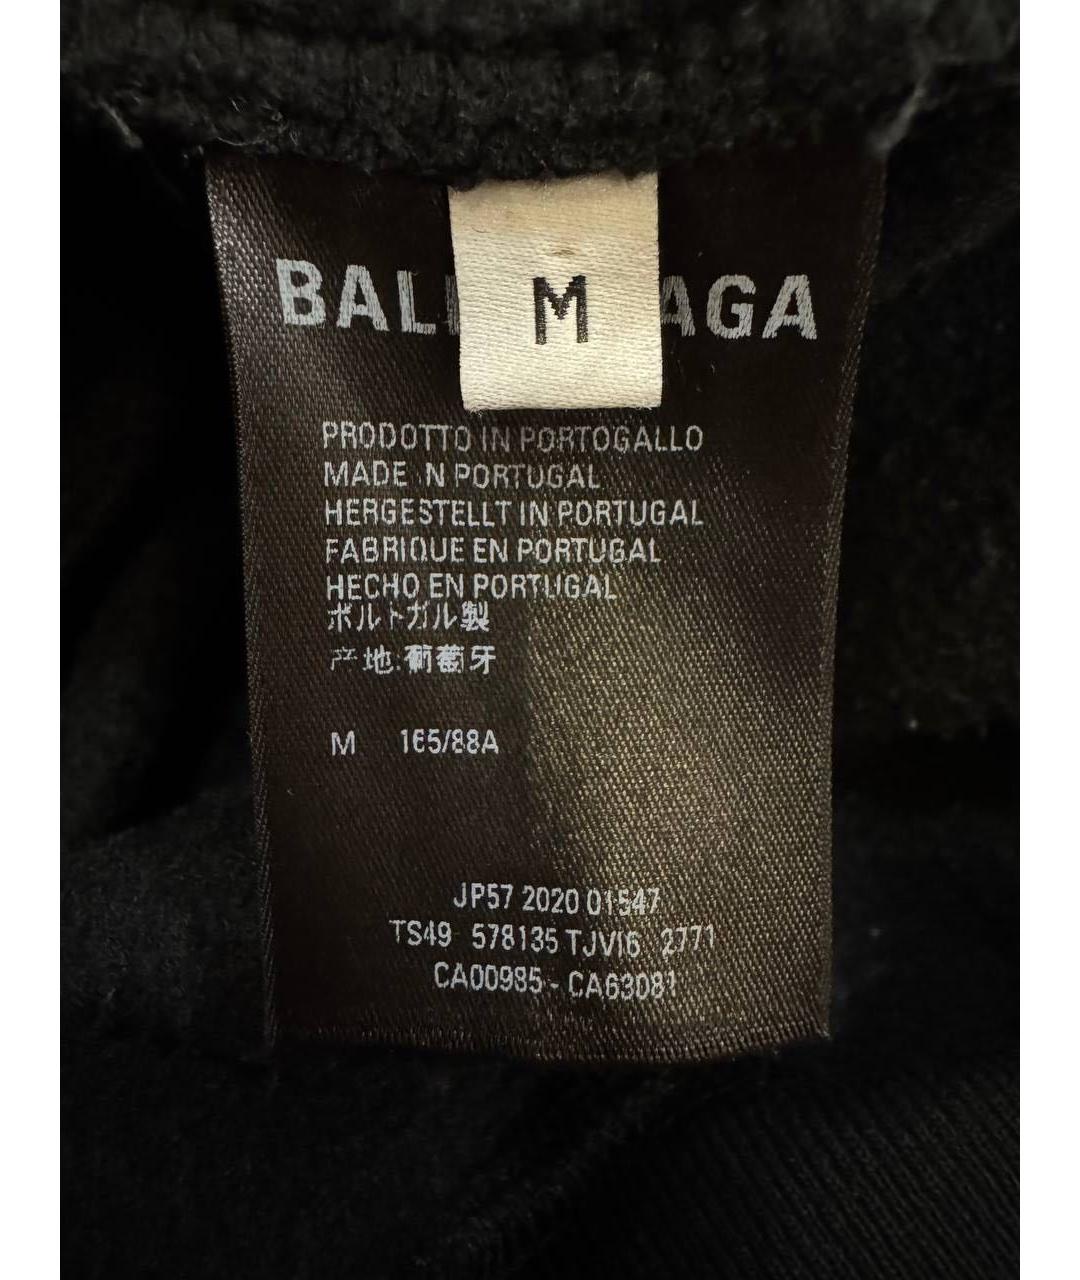 BAL AGA
M
PRODOTTO IN PORTOGALLO
MADE IN PORTUGAL
HERGESTELLT IN PORTUGAL
FABRIQUE EN PORTUGAL
HECHO EN PORTUGAL
ポルトガル製
产地:葡萄牙
M 165/88A
JP57 2020 01547
TS49 578135 TJVI6 2771
CA00985 - CA63081